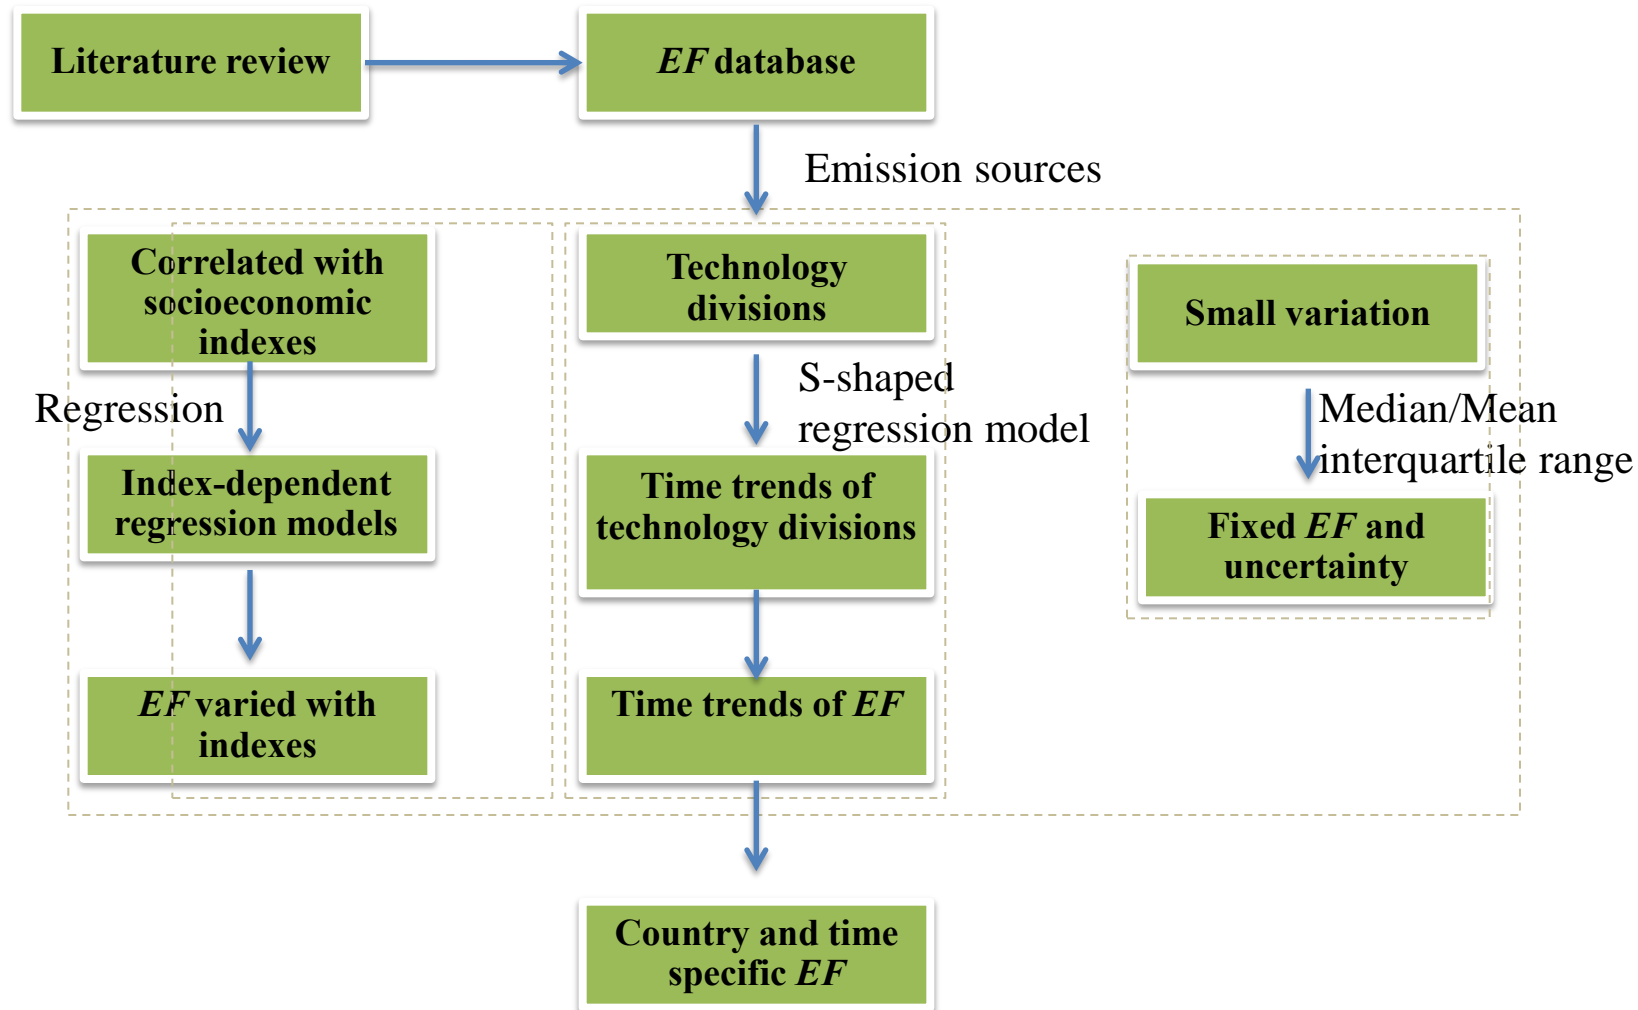 Literature review
EF database
Emission sources
Correlated with
socioeconomic
indexes
Technology
divisions
Small variation
Regression
S-shaped
regression model
Median/Mean
interquartile range
Index-dependent
regression models
Time trends of
technology divisions
Fixed EF and
uncertainty
EF varied with
indexes
Time trends of EF
Country and time
specific EF